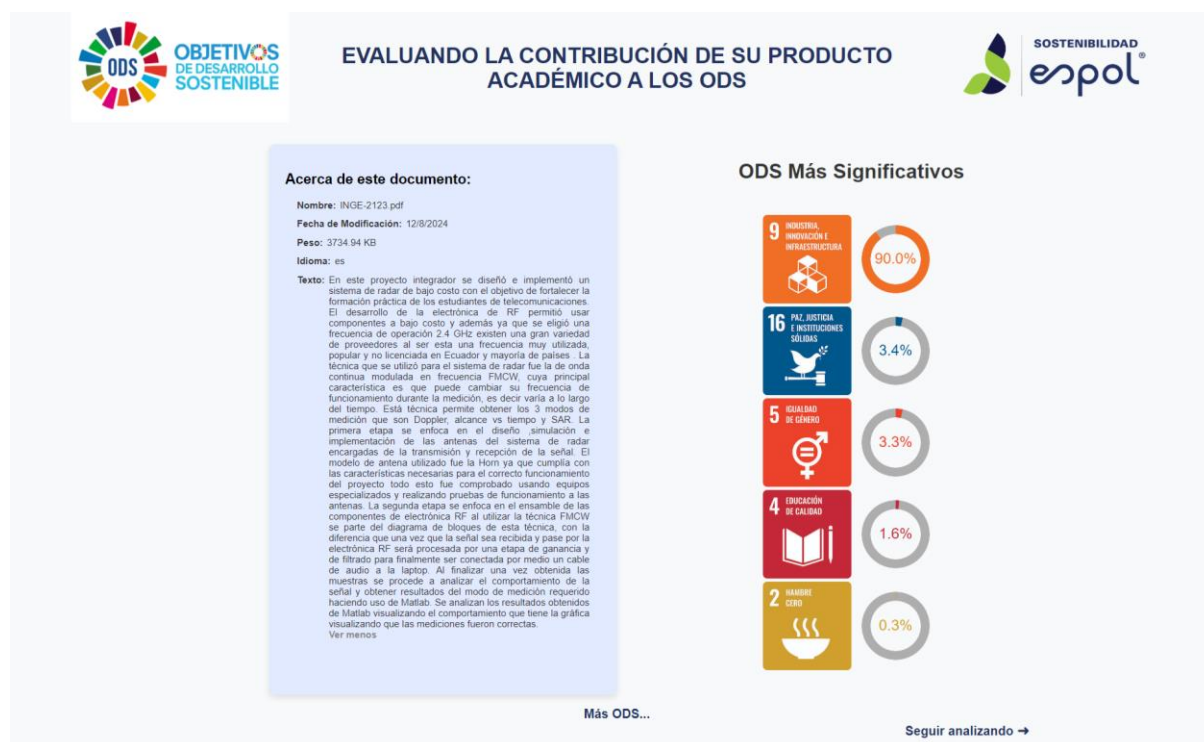 ODS
OBJETIVOS
DE DESARROLLO
SOSTENIBLE
EVALUANDO LA CONTRIBUCIÓN DE SU PRODUCTO
ACADÉMICO A LOS ODS
SOSTENIBILIDAD
espol®
Acerca de este documento:
Nombre: INGE-2123.pdf
Fecha de Modificación: 12/8/2024
Peso: 3734.94 KB
Idioma: es
Texto: En este proyecto integrador se diseñó e implementó un
sistema de radar de bajo costo con el objetivo de fortalecer la
formación práctica de los estudiantes de telecomunicaciones.
El desarrollo de la electrónica de RF permitió usar
componentes a bajo costo y además ya que se eligió una
frecuencia de operación 2.4 GHz existen una gran variedad
de proveedores al ser esta una frecuencia muy utilizada,
popular y no licenciada en Ecuador y mayoría de países . La
técnica que se utilizó para el sistema de radar fue la de onda
continua modulada en frecuencia FMCW, cuya principal
característica es que puede cambiar su frecuencia de
funcionamiento durante la medición, es decir varía a lo largo
del tiempo. Está técnica permite obtener los 3 modos de
medición que son Doppler, alcance vs tiempo y SAR. La
primera etapa se enfoca en el diseño ,simulación e
implementación de las antenas del sistema de radar
encargadas de la transmisión y recepción de la señal. El
modelo de antena utilizado fue la Horn ya que cumplía con
las características necesarias para el correcto funcionamiento
del proyecto todo esto fue comprobado usando equipos
especializados y realizando pruebas de funcionamiento a las
antenas. La segunda etapa se enfoca en el ensamble de las
componentes de electrónica RF al utilizar la técnica FMCW
se parte del diagrama de bloques de esta técnica, con la
diferencia que una vez que la señal sea recibida y pase por la
electrónica RF será procesada por una etapa de ganancia y
de filtrado para finalmente ser conectada por medio un cable
de audio a la laptop. Al finalizar una vez obtenida las
muestras se procede a analizar el comportamiento de la
señal y obtener resultados del modo de medición requerido
haciendo uso de Matlab. Se analizan los resultados obtenidos
de Matlab visualizando el comportamiento que tiene la gráfica
visualizando que las mediciones fueron correctas.
Ver menos
ODS Más Significativos
9 INDUSTRIA,
INNOVACIÓN E
INFRAESTRUCTURA
90.0%
16 PAZ, JUSTICIA
E INSTITUCIONES
SÓLIDAS
3.4%
5 IGUALDAD
DE GÉNERO
3.3%
4 EDUCACIÓN
DE CALIDAD
1.6%
2 HAMBRE
CERO
0.3%
Más ODS...
Seguir analizando →